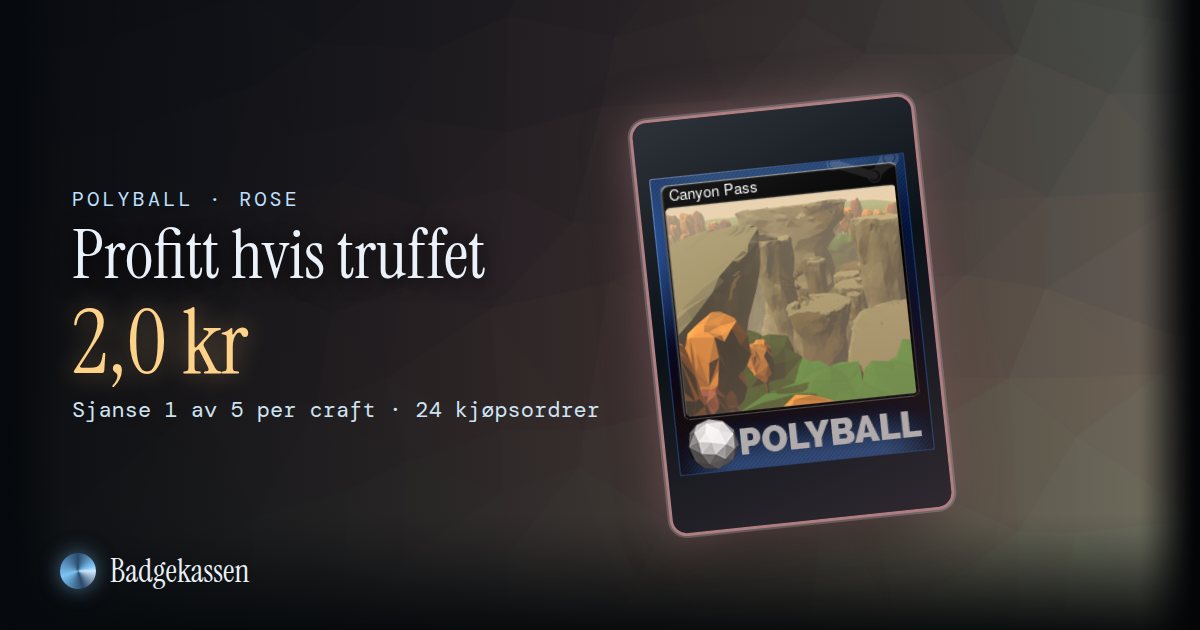 POLYBALL · ROSE
Profitt hvis truffet
2,0 kr
Sjanse 1 av 5 per craft · 24 kjøpsordrer
Canyon Pass
POLYBALL
Badgekassen